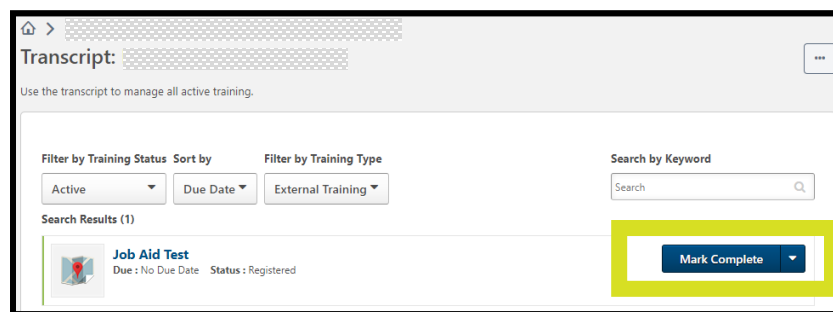 Transcript:
Use the transcript to manage all active training.
Filter by Training Status Sort by Filter by Training Type Search by Keyword
Active Due Date External Training Search
Search Results (1)
Job Aid Test
Due : No Due Date Status : Registered
Mark Complete